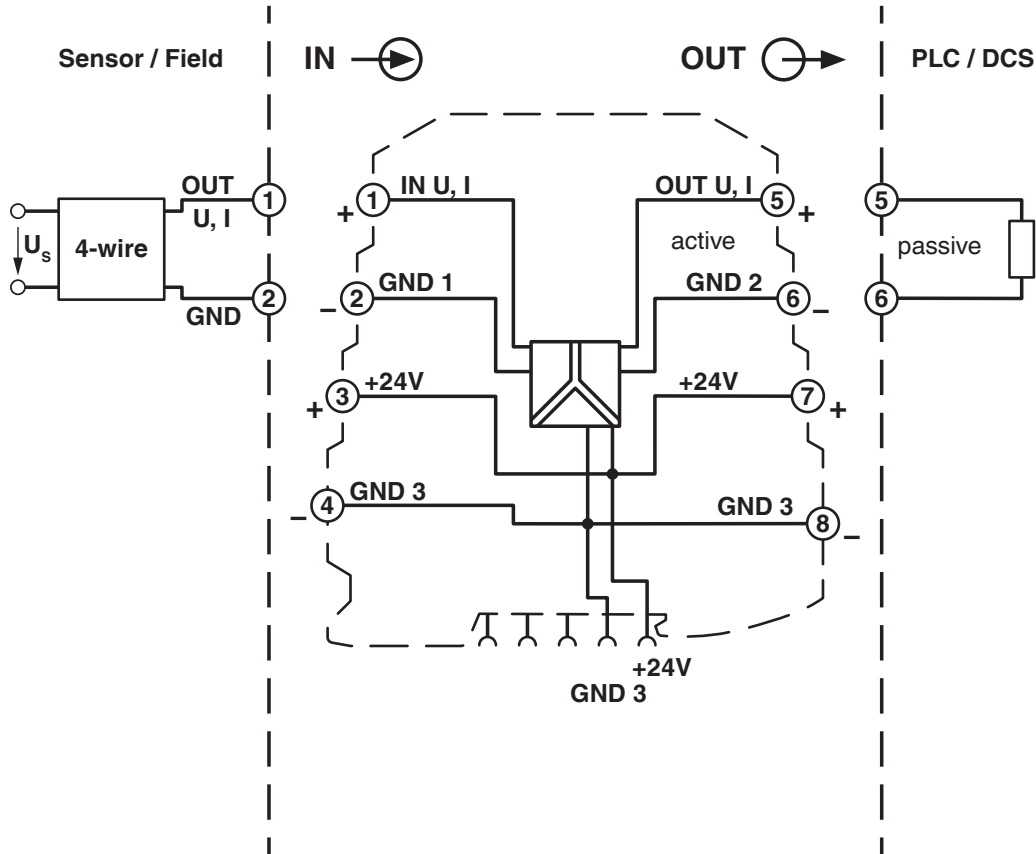 Sensor / Field
IN
OUT
PLC / DCS
OUT
1
U, I
Us
4-wire
2
GND
1
IN U, I
+
OUT U, I
5
+
active
2
GND 1
–
GND 2
6
–
3
+24V
+
+24V
7
+
4
GND 3
–
GND 3
8
–
+24V
GND 3
5
passive
6